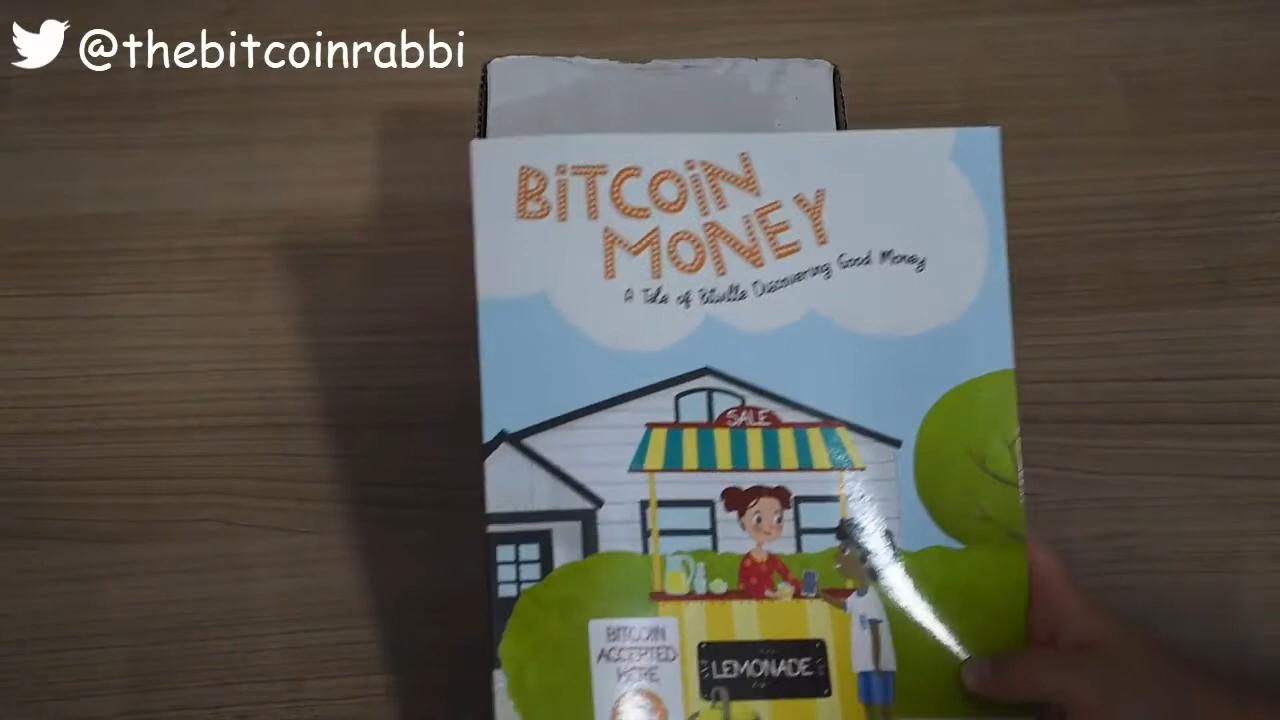 @thebitcoinrabbi
BiTCOiN
MONEY
A Tale of Bitville Discovering Good Money
SALE
BITCOIN
ACCEPTED
HERE
LEMONADE